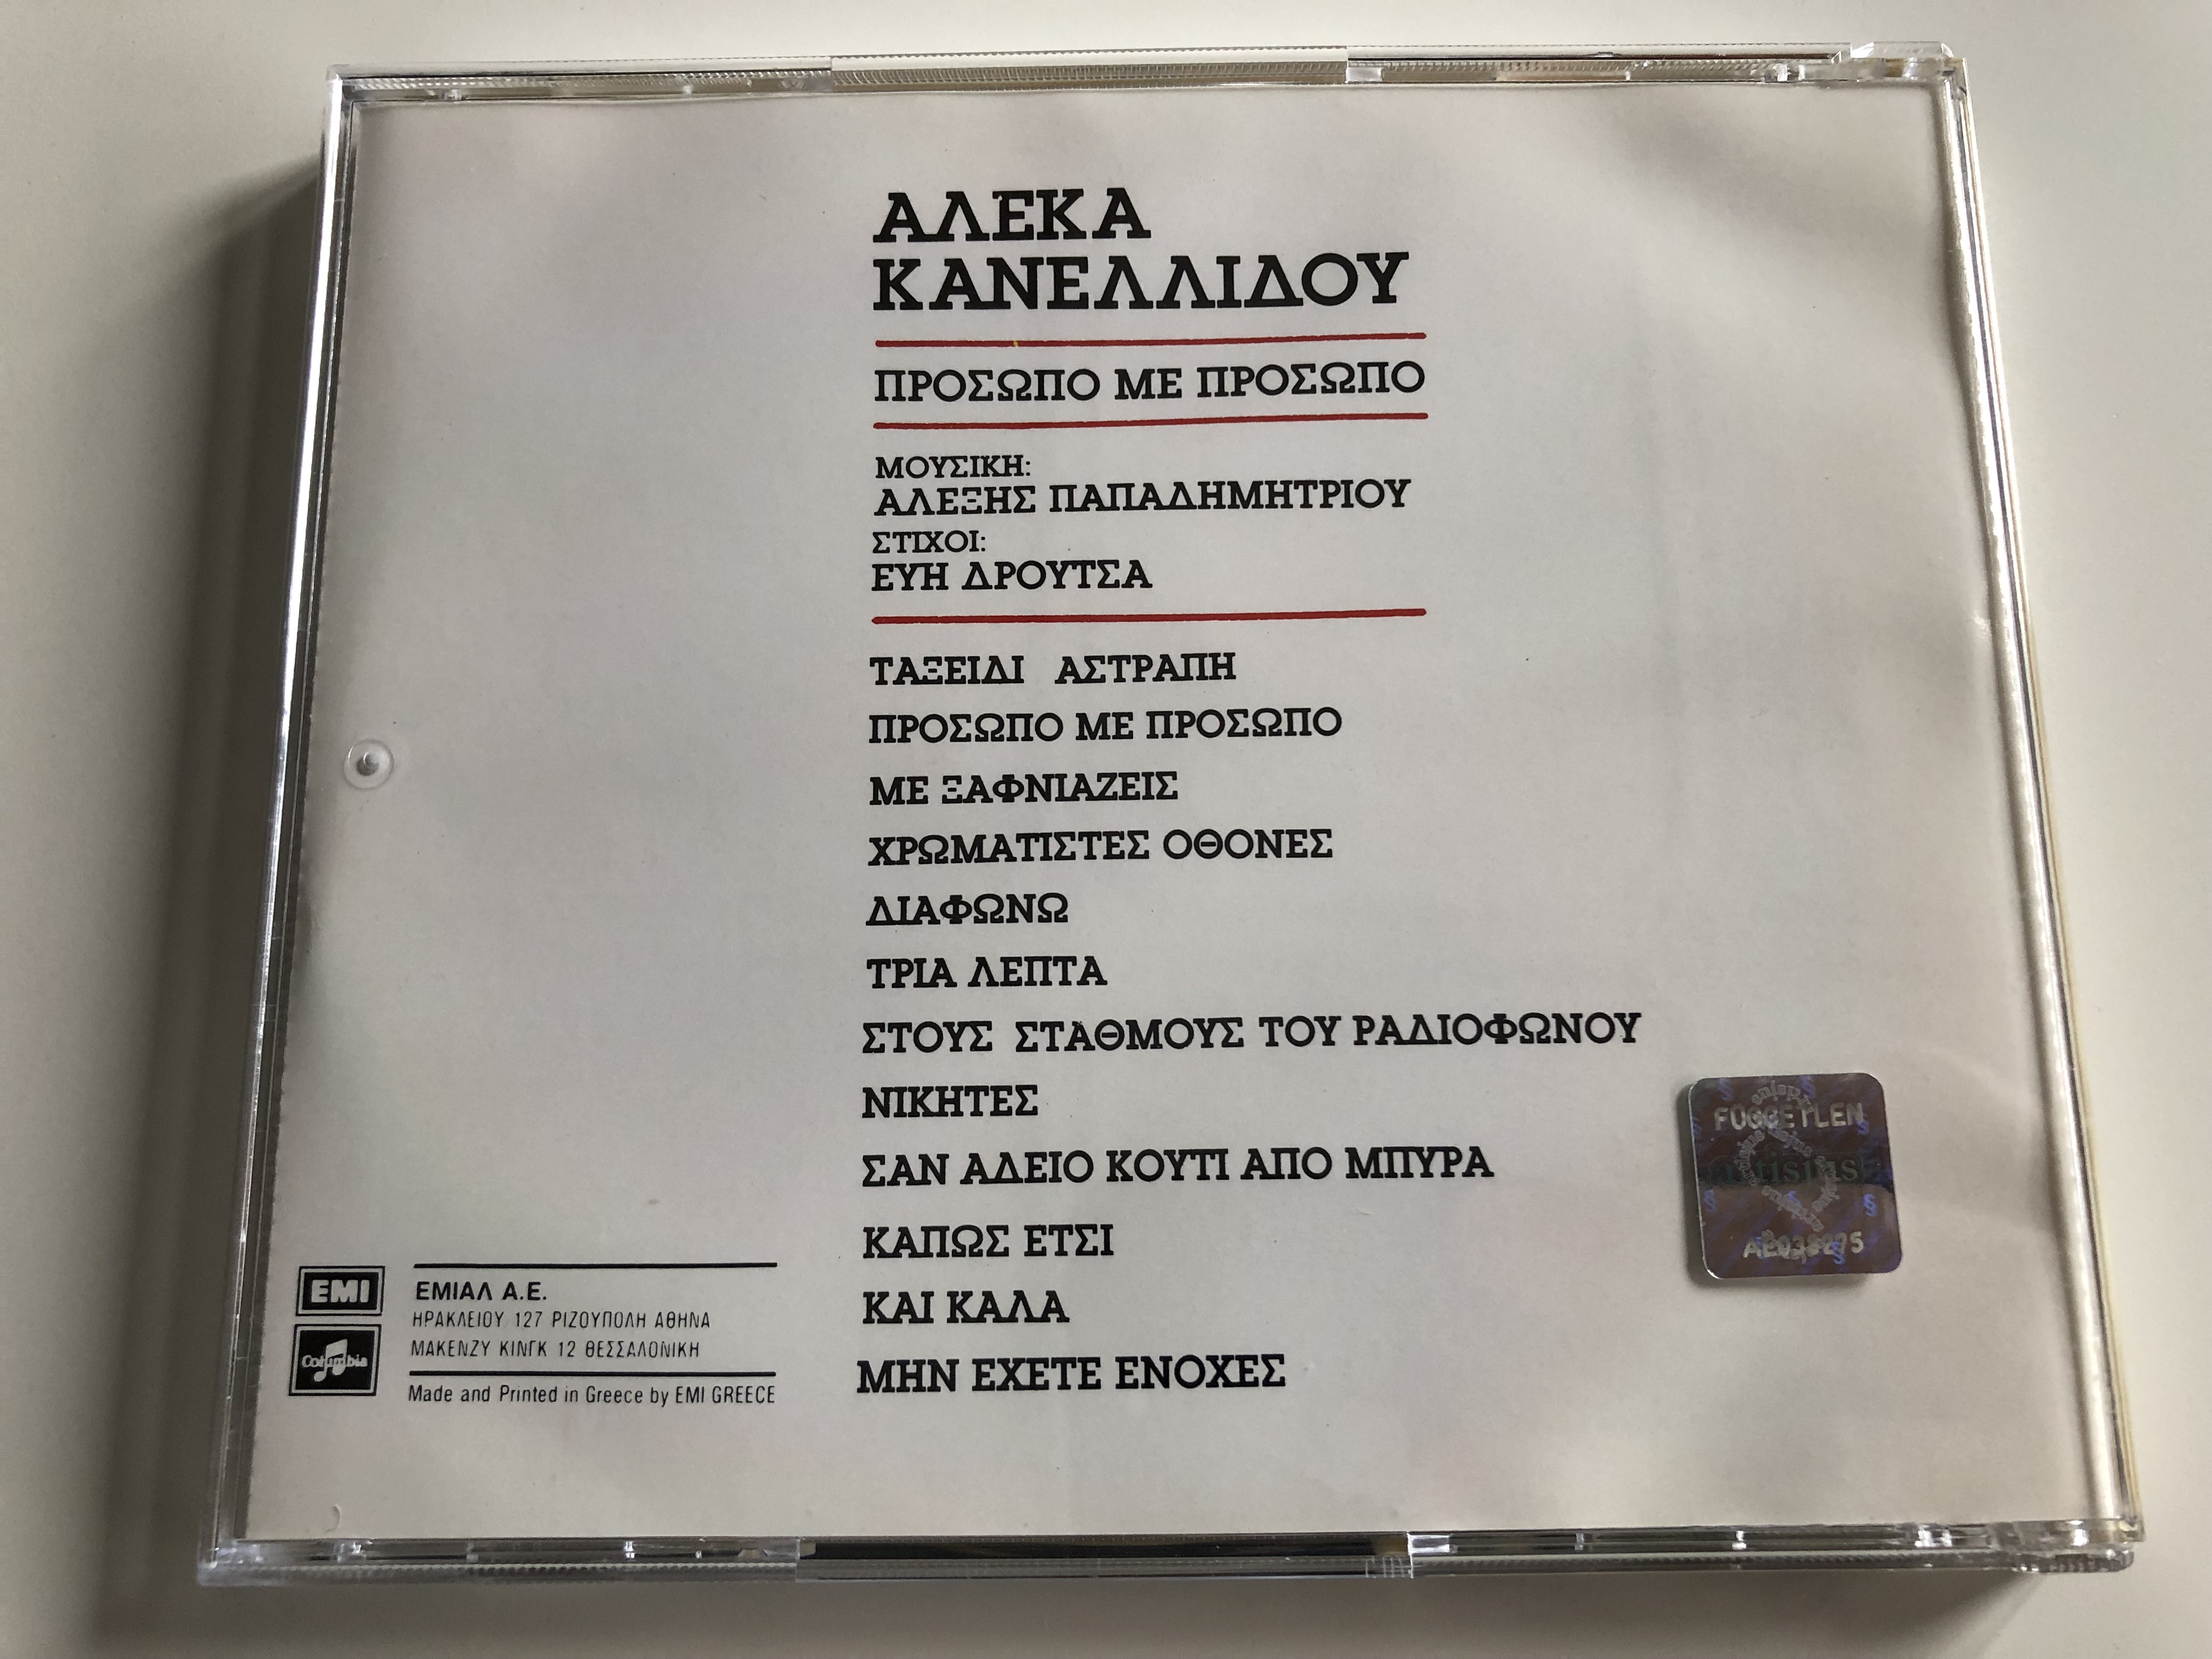 ΑΛΕΚΑ
ΚΑΝΕΛΛΙΔΟΥ
ΠΡΟΣΩΠΟ ΜΕ ΠΡΟΣΩΠΟ
ΜΟΥΣΙΚΗ:
ΑΛΕΞΗΣ ΠΑΠΑΔΗΜΗΤΡΙΟΥ
ΣΤΙΧΟΙ:
ΕΥΗ ΔΡΟΥΤΣΑ
ΤΑΞΕΙΔΙ ΑΣΤΡΑΠΗ
ΠΡΟΣΩΠΟ ΜΕ ΠΡΟΣΩΠΟ
ΜΕ ΞΑΦΝΙΑΖΕΙΣ
ΧΡΩΜΑΤΙΣΤΕΣ ΟΘΟΝΕΣ
ΔΙΑΦΩΝΩ
ΤΡΙΑ ΛΕΠΤΑ
ΣΤΟΥΣ ΣΤΑΘΜΟΥΣ ΤΟΥ ΡΑΔΙΟΦΩΝΟΥ
ΝΙΚΗΤΕΣ
ΣΑΝ ΑΔΕΙΟ ΚΟΥΤΙ ΑΠΟ ΜΠΥΡΑ
ΚΑΠΩΣ ΕΤΣΙ
ΚΑΙ ΚΑΛΑ
ΜΗΝ ΕΧΕΤΕ ΕΝΟΧΕΣ
EMI
Columbia
ΕΜΙΑΛ Α.Ε.
ΗΡΑΚΛΕΙΟΥ 127 ΡΙΖΟΥΠΟΛΗ ΑΘΗΝΑ
ΜΑΚΕΝΖΥ ΚΙΝΓΚ 12 ΘΕΣΣΑΛΟΝΙΚΗ
Made and Printed in Greece by EMI GREECE
FÜGGETLEN